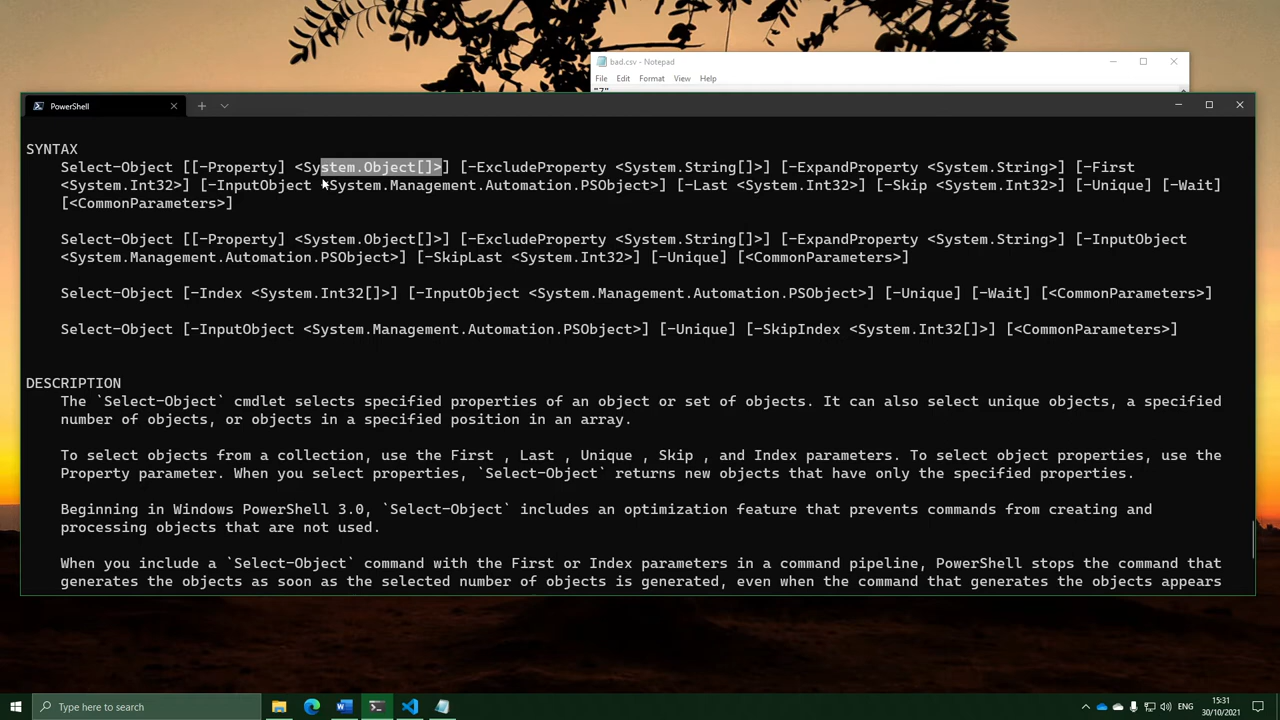 bad.csv - Notepad
File Edit Format View Help
"7"
PowerShell
SYNTAX
Select-Object [[-Property] <System.Object[]>] [-ExcludeProperty <System.String[]>] [-ExpandProperty <System.String>] [-First
<System.Int32>] [-InputObject <System.Management.Automation.PSObject>] [-Last <System.Int32>] [-Skip <System.Int32>] [-Unique] [-Wait]
[<CommonParameters>]
Select-Object [[-Property] <System.Object[]>] [-ExcludeProperty <System.String[]>] [-ExpandProperty <System.String>] [-InputObject
<System.Management.Automation.PSObject>] [-SkipLast <System.Int32>] [-Unique] [<CommonParameters>]
Select-Object [-Index <System.Int32[]>] [-InputObject <System.Management.Automation.PSObject>] [-Unique] [-Wait] [<CommonParameters>]
Select-Object [-InputObject <System.Management.Automation.PSObject>] [-Unique] [-SkipIndex <System.Int32[]>] [<CommonParameters>]
DESCRIPTION
The `Select-Object` cmdlet selects specified properties of an object or set of objects. It can also select unique objects, a specified
number of objects, or objects in a specified position in an array.
To select objects from a collection, use the First , Last , Unique , Skip , and Index parameters. To select object properties, use the
Property parameter. When you select properties, `Select-Object` returns new objects that have only the specified properties.
Beginning in Windows PowerShell 3.0, `Select-Object` includes an optimization feature that prevents commands from creating and
processing objects that are not used.
When you include a `Select-Object` command with the First or Index parameters in a command pipeline, PowerShell stops the command that
generates the objects as soon as the selected number of objects is generated, even when the command that generates the objects appears
Type here to search
ENG
15:31
30/10/2021